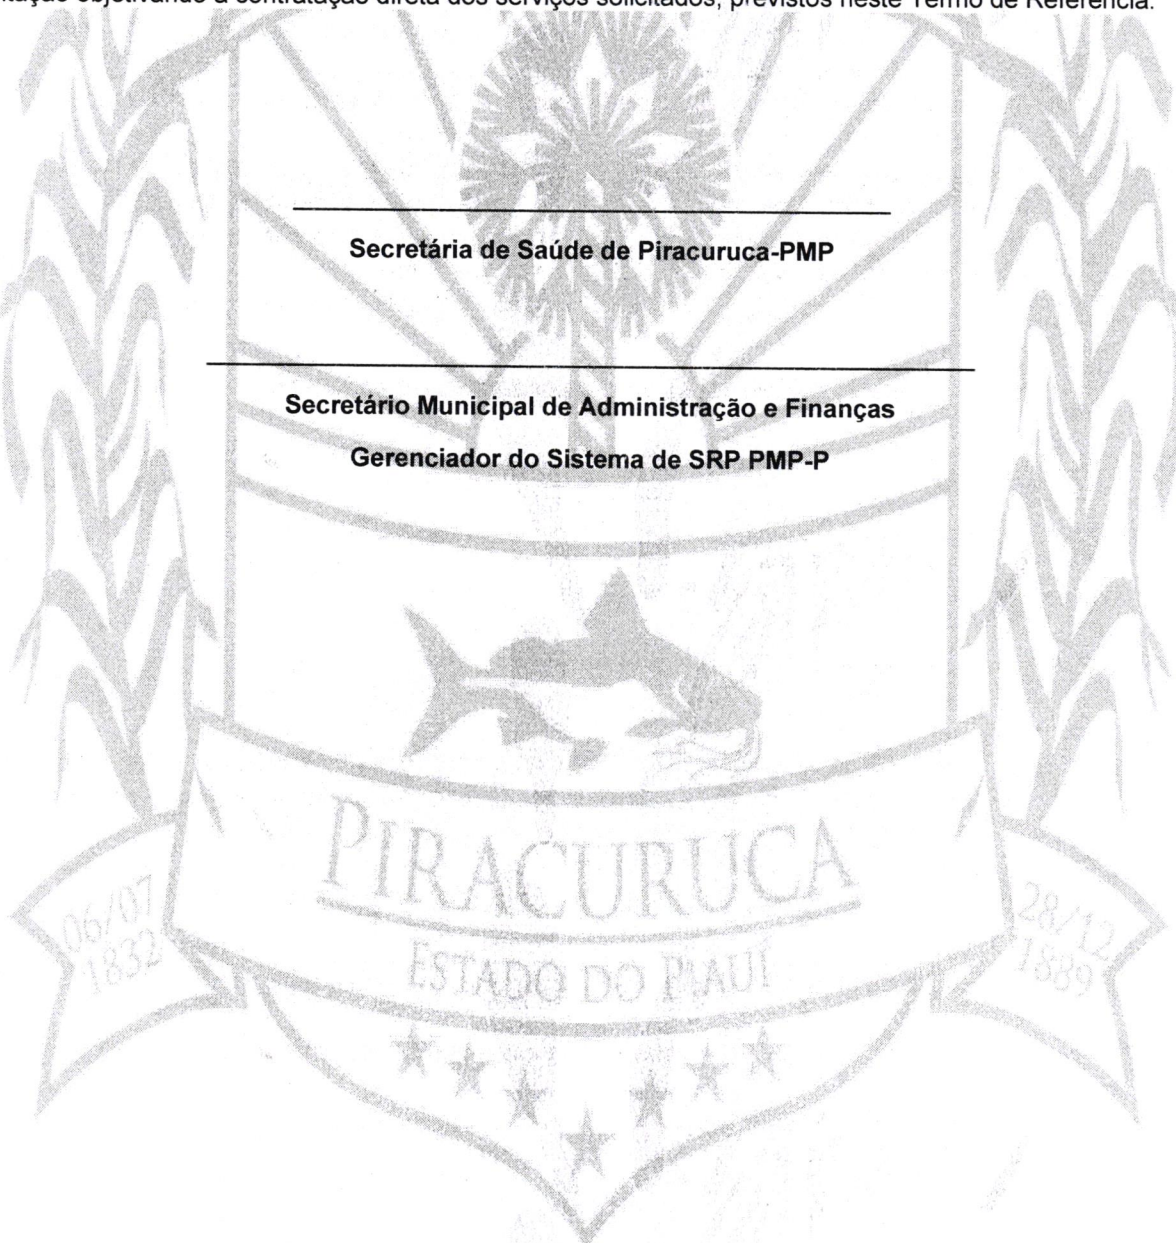 objetivando a contratação direta dos serviços solicitados, previstos neste Termo de Referência.
Secretária de Saúde de Piracuruca-PMP
Secretário Municipal de Administração e Finanças
Gerenciador do Sistema de SRP PMP-P
PIRACURUCA
ESTADO DO PIAUÍ
06/07
1832
28/12
1889